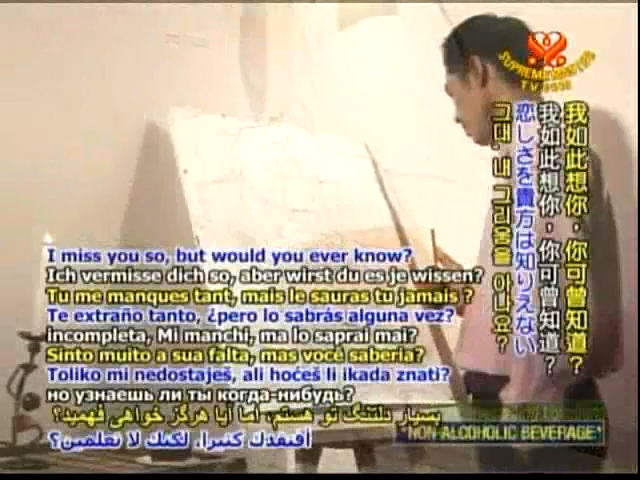 SUPREME MASTER
TV
我如此想你，你可曾知道？
我如此想你，你可曾知道？
恋しさを貴方は知りえない
그대, 내 그리움을 아나요?
I miss you so, but would you ever know?
Ich vermisse dich so, aber wirst du es je wissen?
Tu me manques tant, mais le sauras tu jamais ?
Te extraño tanto, ¿pero lo sabrás alguna vez?
incompleta, Mi manchi, ma lo saprai mai?
Sinto muito a sua falta, mas você saberia?
Toliko mi nedostaješ, ali hoćeš li ikada znati?
но узнаешь ли ты когда-нибудь?
بسیار دلتنگ تو هستم، اما آیا هرگز خواهی فهمید؟
أفتقدك كثيرا. لكنك لا تعلمين؟
NON-ALCOHOLIC BEVERAGE*